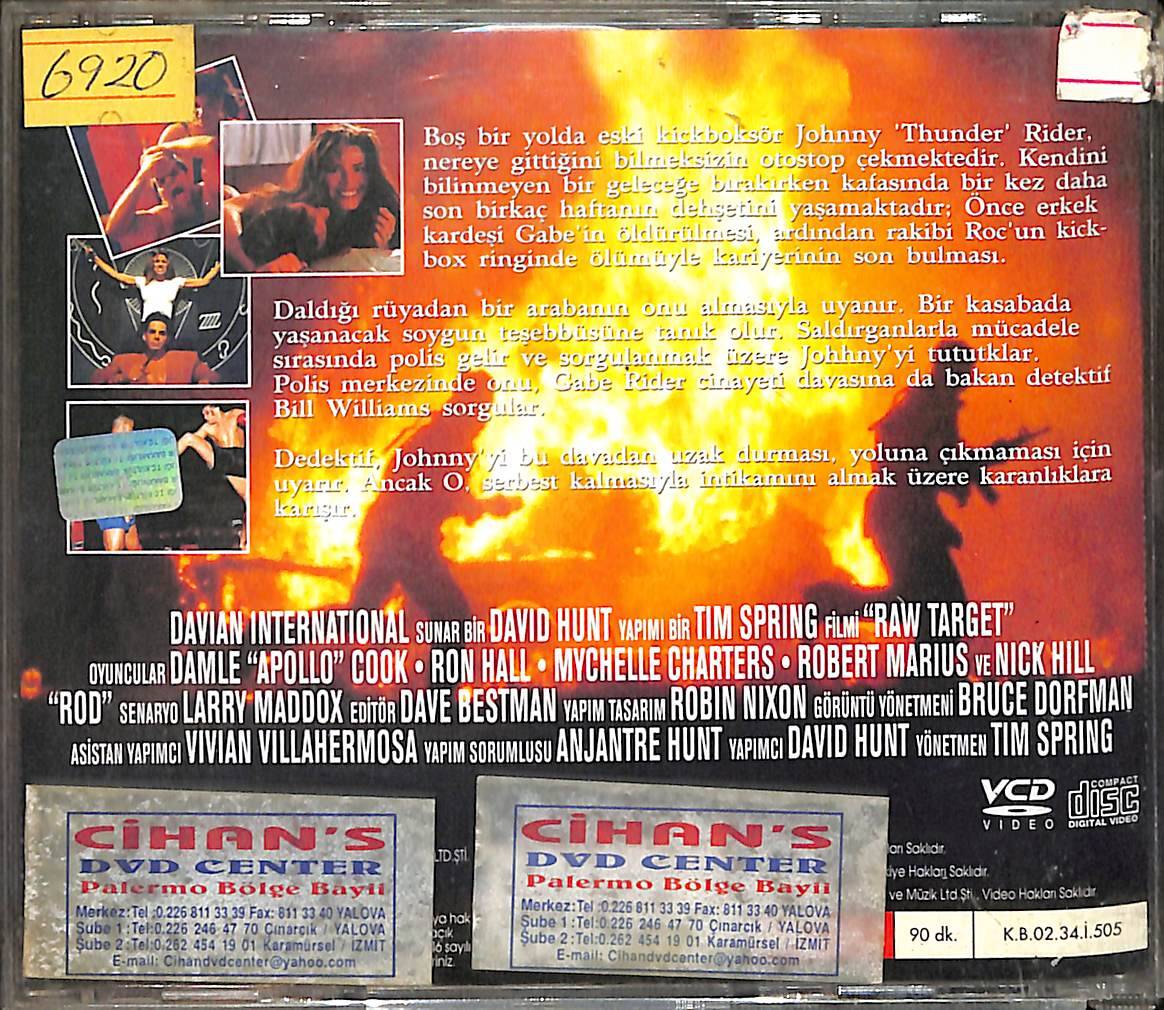 6920
Boş bir yolda eski kickboksör Johnny 'Thunder' Rider,
nereye gittiğini bilmeksizin otostop çekmektedir. Kendini
bilinmeyen bir geleceğe bırakırken kafasında bir kez daha
son birkaç haftanın dehşetini yaşamaktadır; Önce erkek
kardeşi Gabe'in öldürülmesi, ardından rakibi Roc'un kick-
box ringinde ölümüyle kariyerinin son bulması.
Daldığı rüyadan bir arabanın onu almasıyla uyanır. Bir kasabada
yaşanacak soygun teşebbüsüne tanık olur. Saldırganlarla mücadele
sırasında polis gelir ve sorgulanmak üzere Johhny'yi tututklar.
Polis merkezinde onu, Gabe Rider cinayeti davasına da bakan detektif
Bill Williams sorgular.
Dedektif, Johnny'yi bu davadan uzak durması, yoluna çıkmaması için
uyarır. Ancak O, serbest kalmasıyla intikamını almak üzere karanlıklara
karışır.
DAVIAN INTERNATIONAL SUNAR BİR DAVID HUNT YAPIMI BİR TIM SPRING FİLMİ “RAW TARGET”
OYUNCULAR DAMLE “APOLLO” COOK • RON HALL • MYCHELLE CHARTERS • ROBERT MARIUS VE NICK HILL
“ROD” SENARYO LARRY MADDOX EDİTÖR DAVE BESTMAN YAPIM TASARIM ROBIN NIXON GÖRÜNTÜ YÖNETMENİ BRUCE DORFMAN
ASİSTAN YAPIMCI VIVIAN VILLAHERMOSA YAPIM SORUMLUSU ANJANTRE HUNT YAPIMCI DAVID HUNT YÖNETMEN TIM SPRING
VCD
VIDEO
COMPACT
disc
DIGITAL VIDEO
CİHAN'S
DVD CENTER
Palermo Bölge Bayii
Merkez:Tel :0.226 811 33 39 Fax: 811 33 40 YALOVA
Şube 1 :Tel:0.226 246 47 70 Çınarcık / YALOVA
Şube 2 :Tel:0.262 454 19 01 Karamürsel / İZMİT
E-mail: Cihandvdcenter@yahoo.com
LTD.ŞTİ.
CİHAN'S
DVD CENTER
Palermo Bölge Bayii
Merkez:Tel :0.226 811 33 39 Fax: 811 33 40 YALOVA
Şube 1 :Tel:0.226 246 47 70 Çınarcık / YALOVA
Şube 2 :Tel:0.262 454 19 01 Karamürsel / İZMİT
E-mail: Cihandvdcenter@yahoo.com
Saklıdır.
Hakları Saklıdır.
ve Müzik Ltd.Şti., Video Hakları Saklıdır.
90 dk.
K.B.02.34.İ.505